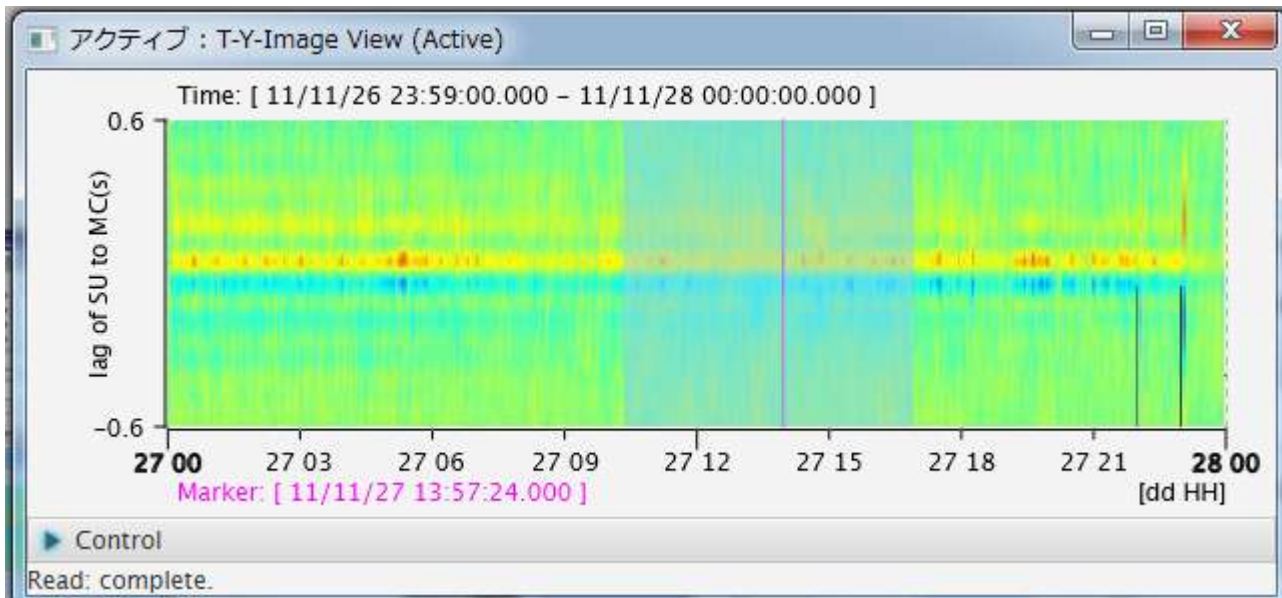 アクティブ : T-Y-Image View (Active)
Time: [ 11/11/26 23:59:00.000 – 11/11/28 00:00:00.000 ]
0.6
lag of SU to MC(s)
−0.6
27 00 27 03 27 06 27 09 27 12 27 15 27 18 27 21 28 00
Marker: [ 11/11/27 13:57:24.000 ] [dd HH]
Control
Read: complete.